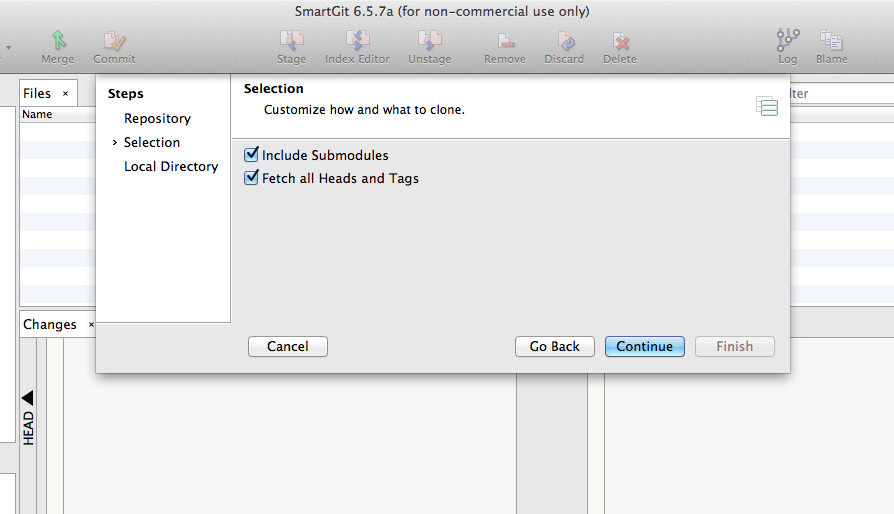 SmartGit 6.5.7a (for non-commercial use only)
Merge Commit Stage Index Editor Unstage Remove Discard Delete Log Blame
Files ×
Name
Steps
Repository
› Selection
Local Directory
Selection
Customize how and what to clone.
Include Submodules
Fetch all Heads and Tags
Cancel Go Back Continue Finish
lter
Changes ×
HEAD